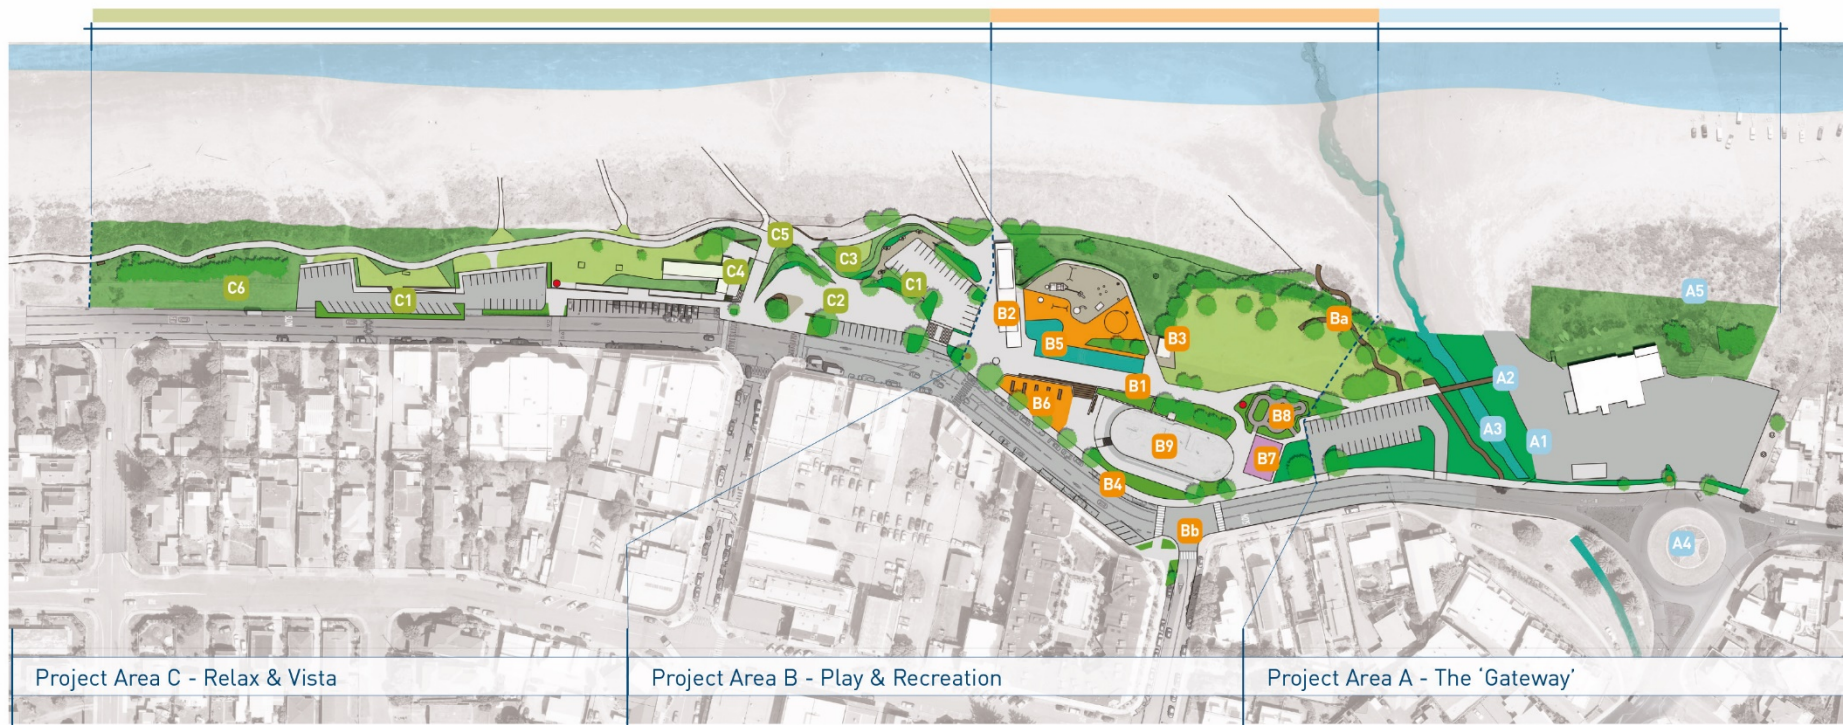 C5
C3
C4
C6
C1
C1
C2
B2
B5
B3
Ba
A5
B1
B6
B8
B9
B7
B4
Bb
A2
A3
A1
A4
Project Area C - Relax & Vista
Project Area B - Play & Recreation
Project Area A - The ‘Gateway’